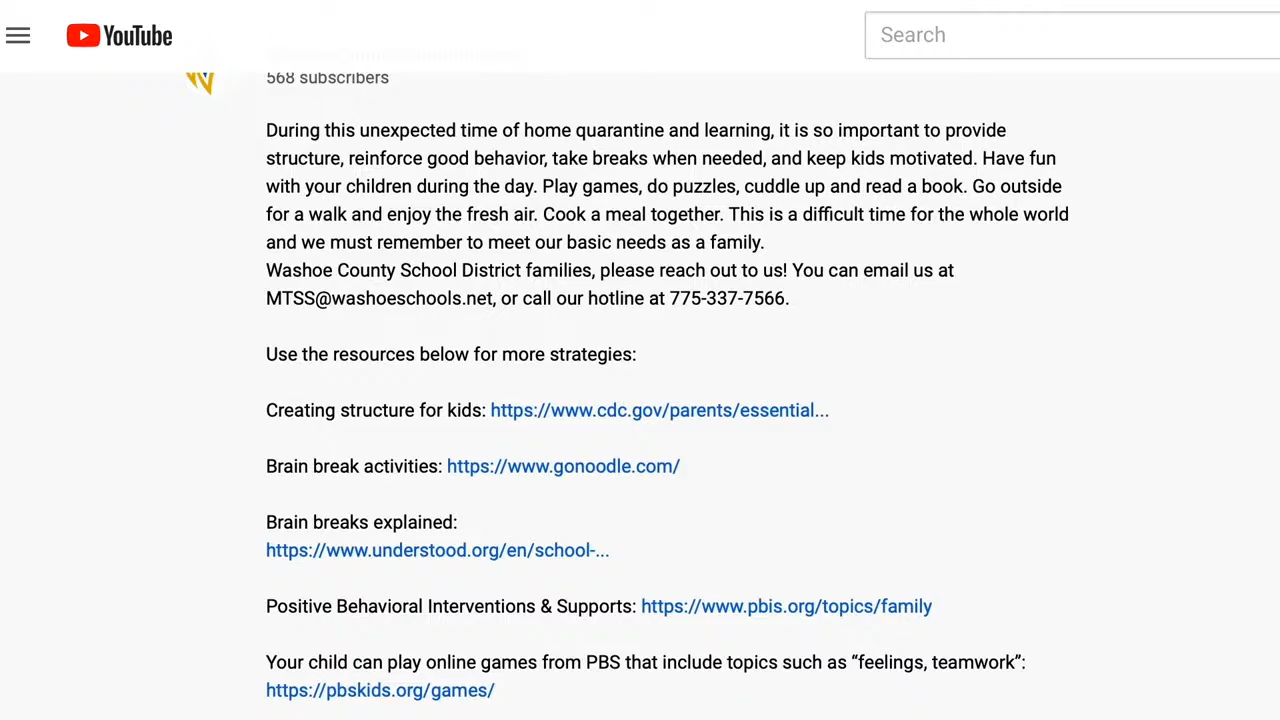 YouTube
Search
568 subscribers
During this unexpected time of home quarantine and learning, it is so important to provide
structure, reinforce good behavior, take breaks when needed, and keep kids motivated. Have fun
with your children during the day. Play games, do puzzles, cuddle up and read a book. Go outside
for a walk and enjoy the fresh air. Cook a meal together. This is a difficult time for the whole world
and we must remember to meet our basic needs as a family.
Washoe County School District families, please reach out to us! You can email us at
MTSS@washoeschools.net, or call our hotline at 775-337-7566.
Use the resources below for more strategies:
Creating structure for kids: https://www.cdc.gov/parents/essential...
Brain break activities: https://www.gonoodle.com/
Brain breaks explained:
https://www.understood.org/en/school-...
Positive Behavioral Interventions & Supports: https://www.pbis.org/topics/family
Your child can play online games from PBS that include topics such as “feelings, teamwork”:
https://pbskids.org/games/